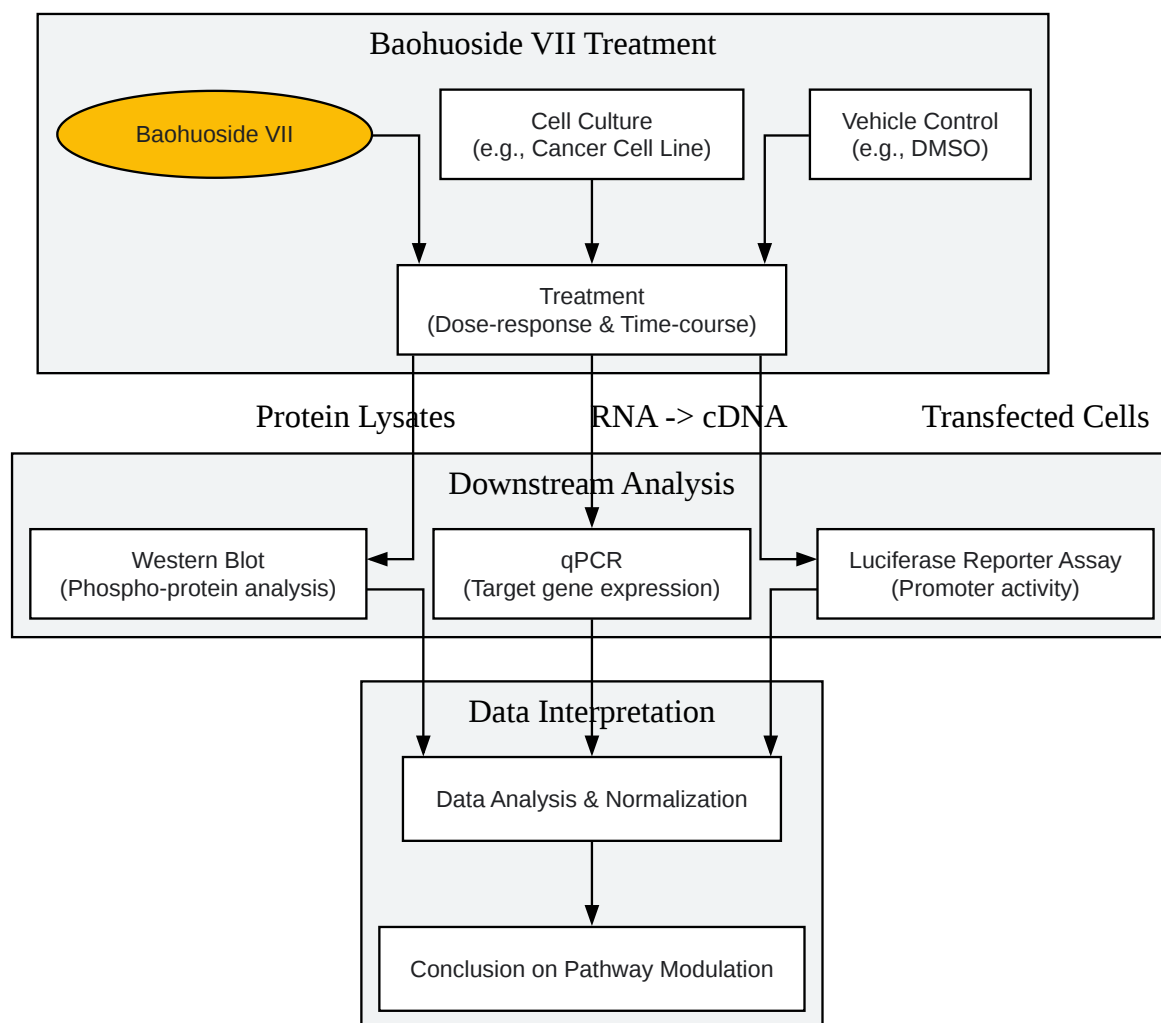 Baohuoside VII Treatment
Baohuoside VII
Cell Culture
(e.g., Cancer Cell Line)
Vehicle Control
(e.g., DMSO)
Treatment
(Dose-response & Time-course)
Protein Lysates
RNA -> cDNA
Transfected Cells
Downstream Analysis
Western Blot
(Phospho-protein analysis)
qPCR
(Target gene expression)
Luciferase Reporter Assay
(Promoter activity)
Data Interpretation
Data Analysis & Normalization
Conclusion on Pathway Modulation